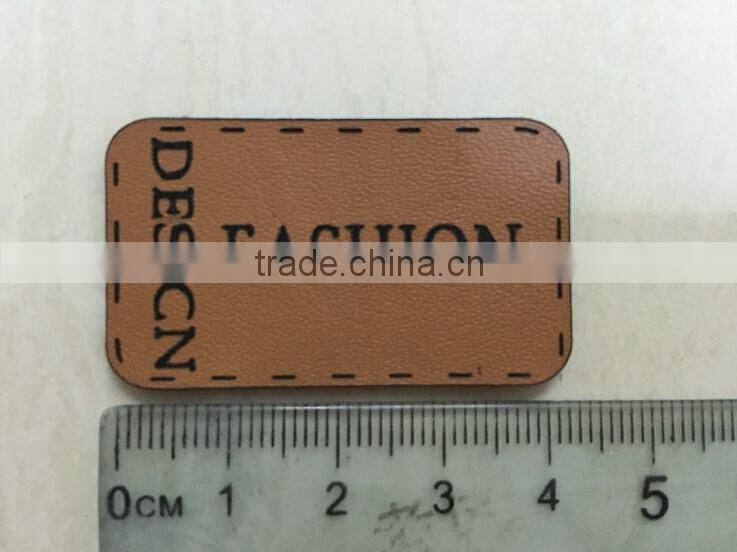 DESIGN
FASHION
trade.china.cn
0CM 1 2 3 4 5